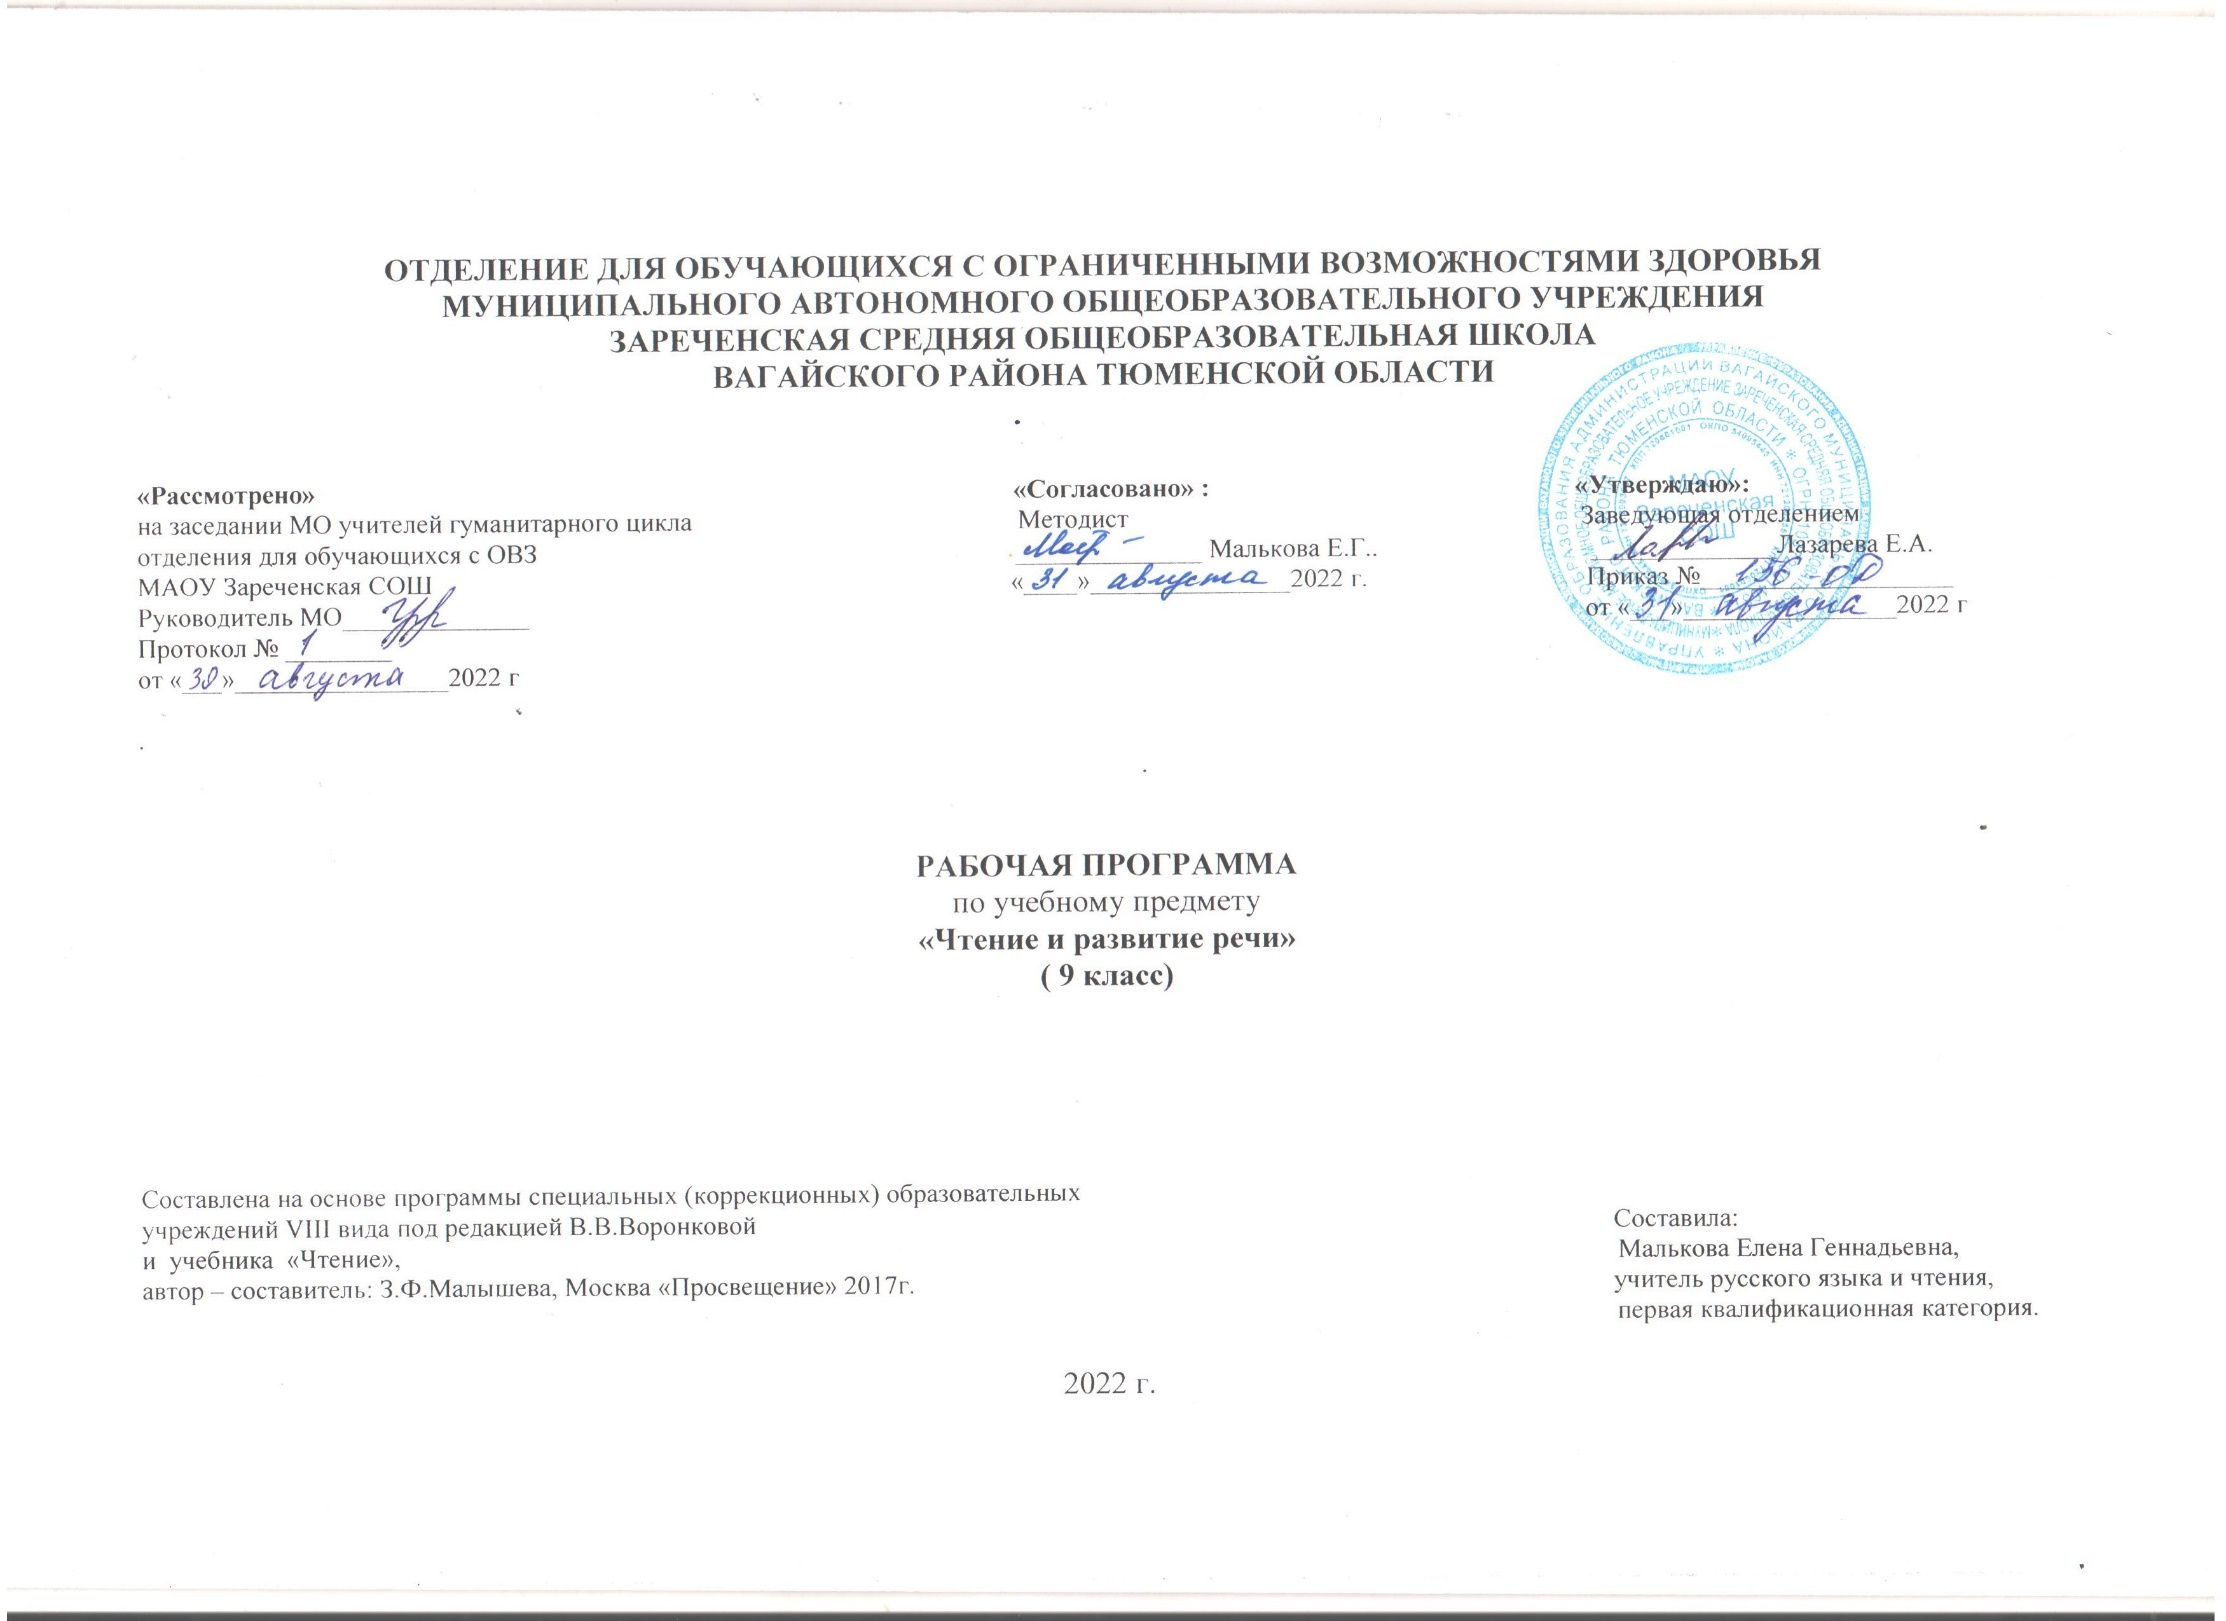 ОТДЕЛЕНИЕ ДЛЯ ОБУЧАЮЩИХСЯ С ОГРАНИЧЕННЫМИ ВОЗМОЖНОСТЯМИ ЗДОРОВЬЯ
МУНИЦИПАЛЬНОГО АВТОНОМНОГО ОБЩЕОБРАЗОВАТЕЛЬНОГО УЧРЕЖДЕНИЯ
ЗАРЕЧЕНСКАЯ СРЕДНЯЯ ОБЩЕОБРАЗОВАТЕЛЬНАЯ ШКОЛА
ВАГАЙСКОГО РАЙОНА ТЮМЕНСКОЙ ОБЛАСТИ
«Рассмотрено»
на заседании МО учителей гуманитарного цикла
отделения для обучающихся с ОВЗ
МАОУ Зареченская СОШ
Руководитель МО
Протокол № 1
от «30» августа 2022 г
«Согласовано» :
Методист
Малькова Е.Г..
«31» августа 2022 г.
«Утверждаю»:
Заведующая отделением
Лазарева Е.А.
Приказ № 136-од
от «31» августа 2022 г
МАОУ
Зареченская
СОШ
РАБОЧАЯ ПРОГРАММА
по учебному предмету
«Чтение и развитие речи»
( 9 класс)
Составлена на основе программы специальных (коррекционных) образовательных
учреждений VIII вида под редакцией В.В.Воронковой
и учебника «Чтение»,
автор – составитель: З.Ф.Малышева, Москва «Просвещение» 2017г.
Составила:
Малькова Елена Геннадьевна,
учитель русского языка и чтения,
первая квалификационная категория.
2022 г.